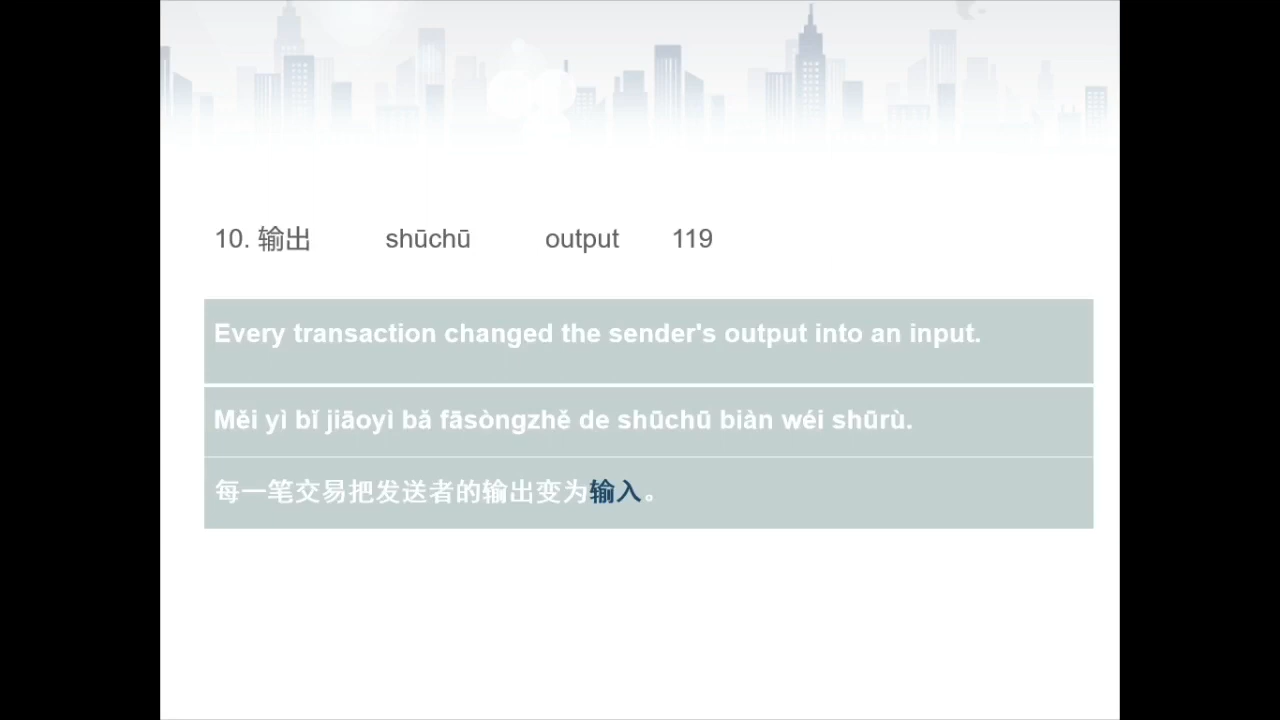 10. 输出 shūchū output 119
Every transaction changed the sender's output into an input.
Měi yì bǐ jiāoyì bǎ fāsòngzhě de shūchū biàn wéi shūrù.
每一笔交易把发送者的输出变为输入。